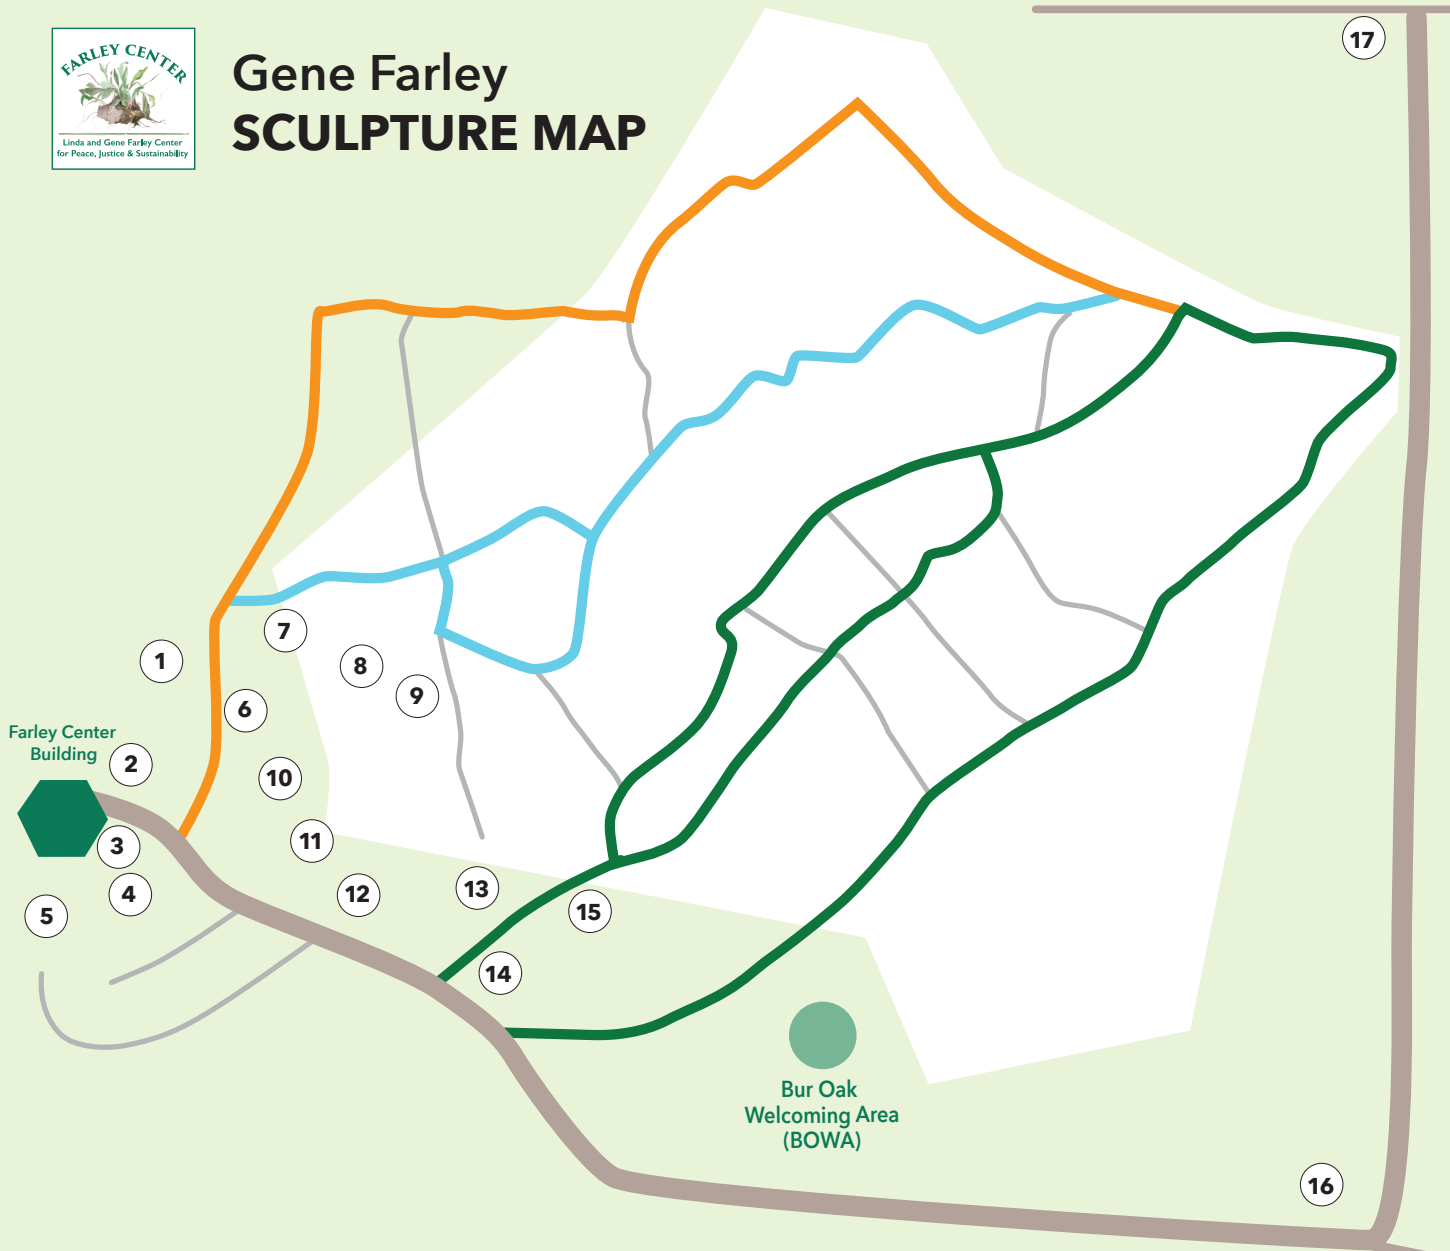 FARLEY CENTER
Linda and Gene Farley Center
for Peace, Justice & Sustainability
Gene Farley
SCULPTURE MAP
17
7
1
8
9
6
Farley Center
Building
2
10
3
11
4
12
13
5
15
14
Bur Oak
Welcoming Area
(BOWA)
16